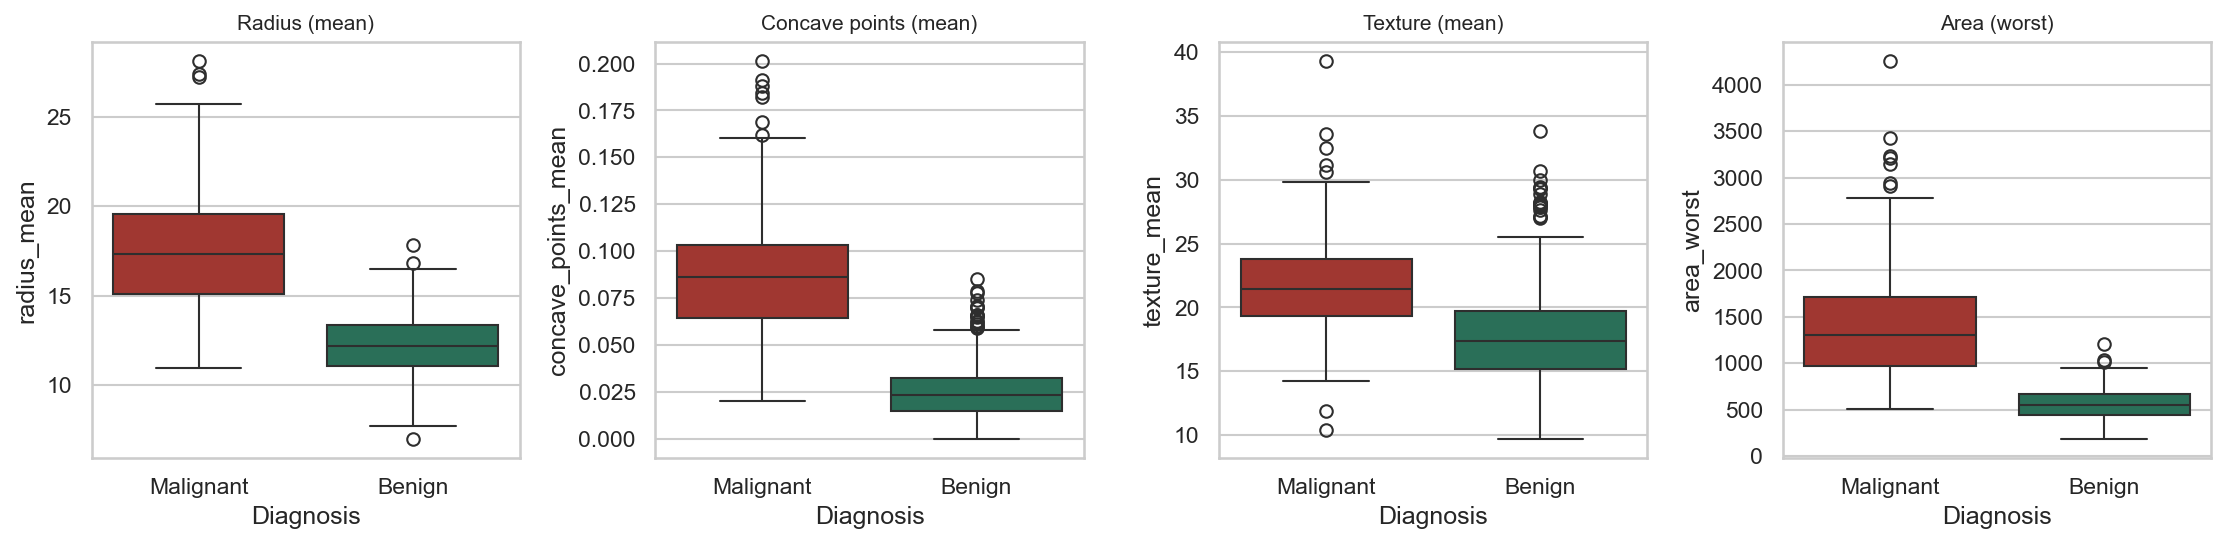 Radius (mean)
radius_mean
25
20
15
10
Malignant
Benign
Diagnosis
Concave points (mean)
concave_points_mean
0.200
0.175
0.150
0.125
0.100
0.075
0.050
0.025
0.000
Malignant
Benign
Diagnosis
Texture (mean)
texture_mean
40
35
30
25
20
15
10
Malignant
Benign
Diagnosis
Area (worst)
area_worst
4000
3500
3000
2500
2000
1500
1000
500
0
Malignant
Benign
Diagnosis